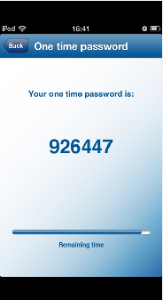 iPod 16:41
Back One time password
Your one time password is:
926447
Remaining time